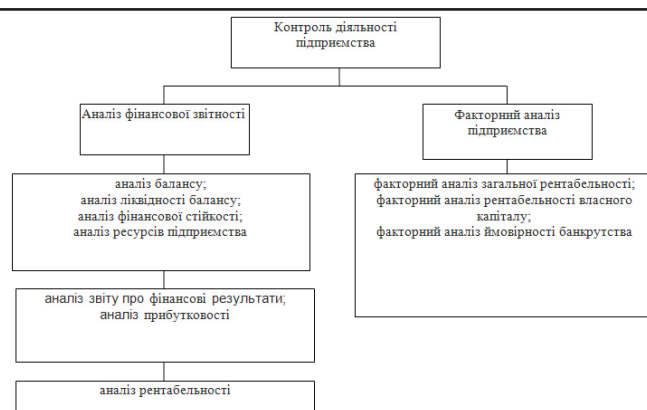 Контроль діяльності
підприємства
Аналіз фінансової звітності
Факторний аналіз
підприємства
аналіз балансу;
аналіз ліквідності балансу;
аналіз фінансової стійкості;
аналіз ресурсів підприємства
факторний аналіз загальної рентабельності;
факторний аналіз рентабельності власного
капіталу;
факторний аналіз ймовірності банкрутства
аналіз звіту про фінансові результати;
аналіз прибутковості
аналіз рентабельності